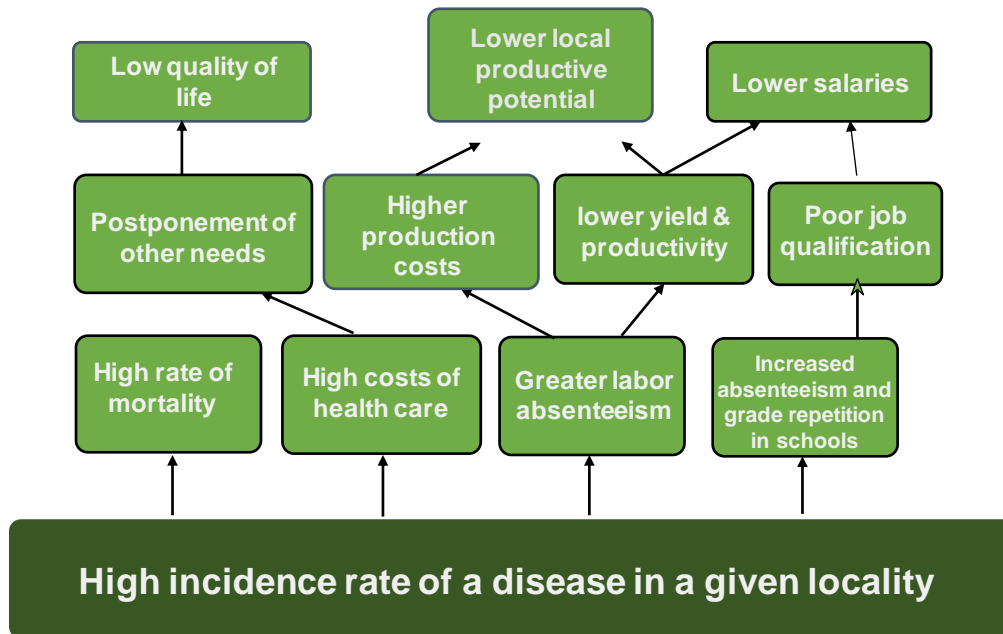 Low quality of
life
Lower local
productive
potential
Lower salaries
Postponement of
other needs
Higher
production
costs
lower yield &
productivity
Poor job
qualification
High rate of
mortality
High costs of
health care
Greater labor
absenteeism
Increased
absenteeism and
grade repetition
in schools
High incidence rate of a disease in a given locality